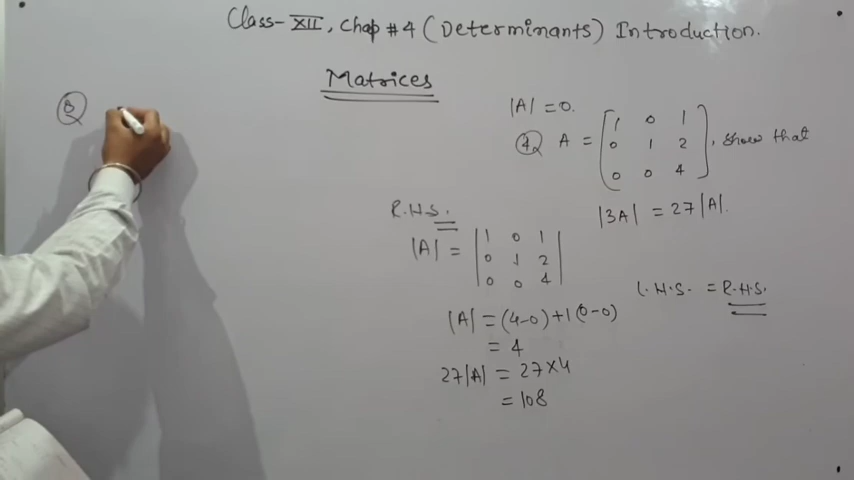 Class-XII, Chap #4 (Determinants) Introduction.
Matrices
|A| = 0.
④ A = [1 0 1
0 1 2
0 0 4], show that
|3A| = 27|A|.
R.H.S.
|A| = |1 0 1
0 1 2
0 0 4|
|A| = (4-0)+1(0-0)
= 4
27|A| = 27×4
= 108
L.H.S. = R.H.S.